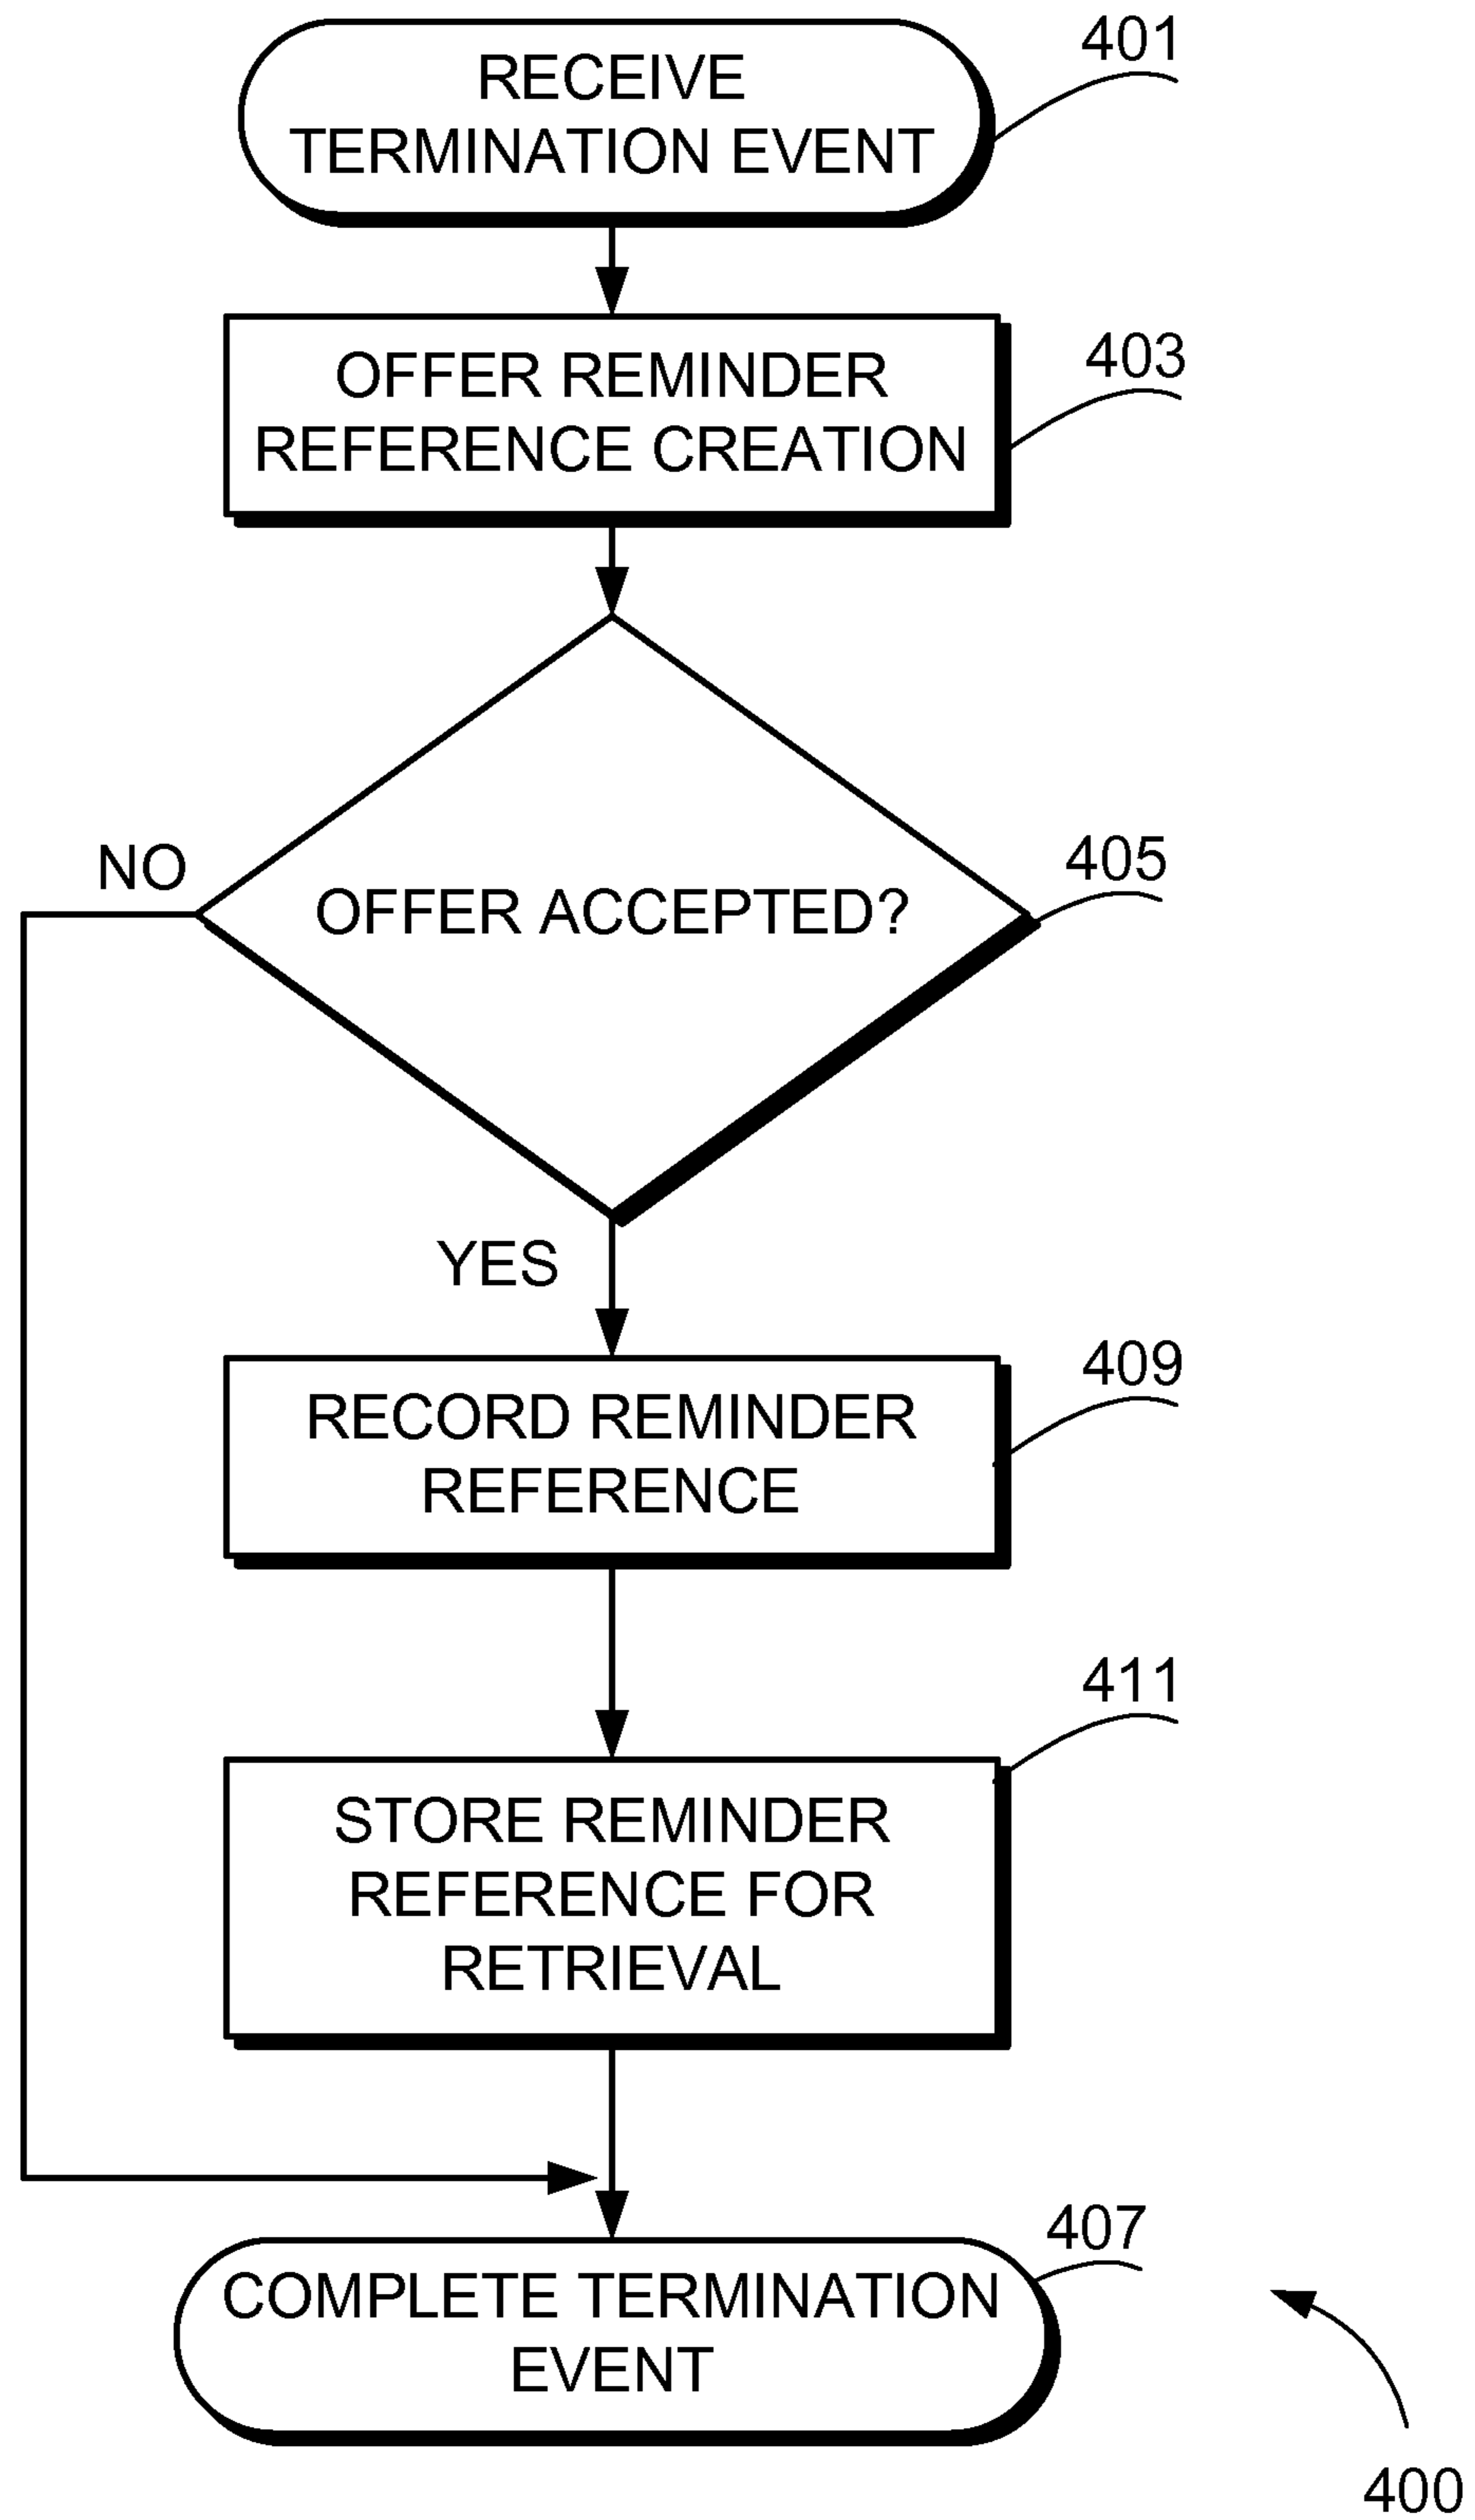 401
RECEIVE
TERMINATION EVENT
403
OFFER REMINDER
REFERENCE CREATION
405
NO
OFFER ACCEPTED?
YES
409
RECORD REMINDER
REFERENCE
411
STORE REMINDER
REFERENCE FOR
RETRIEVAL
407
COMPLETE TERMINATION
EVENT
400